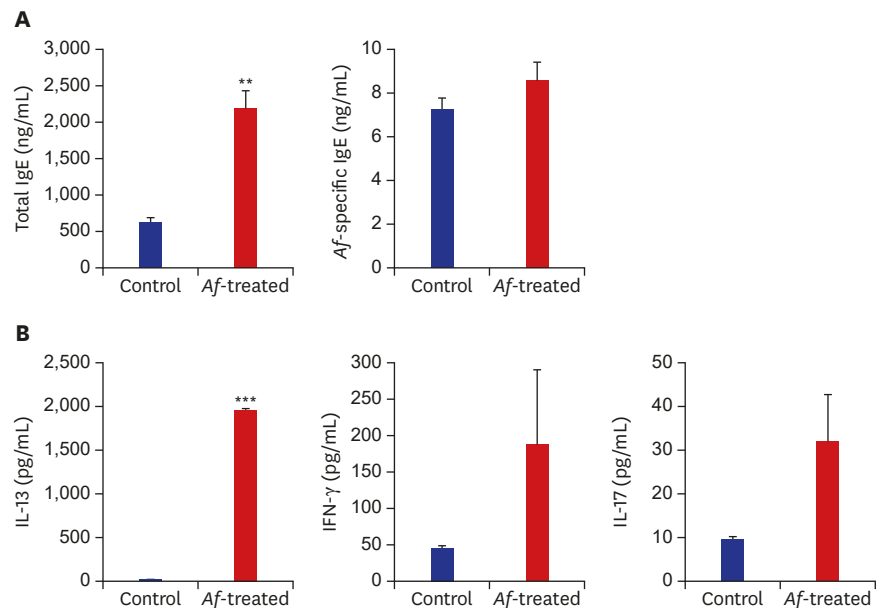 A
Total IgE (ng/mL)
3,000
2,500
2,000
1,500
1,000
500
0
**
Control
Af-treated
Af-specific IgE (ng/mL)
10
8
6
4
2
0
Control
Af-treated
B
IL-13 (pg/mL)
2,500
2,000
1,500
1,000
500
0
***
Control
Af-treated
IFN-γ (pg/mL)
300
250
200
150
100
50
0
Control
Af-treated
IL-17 (pg/mL)
50
40
30
20
10
0
Control
Af-treated